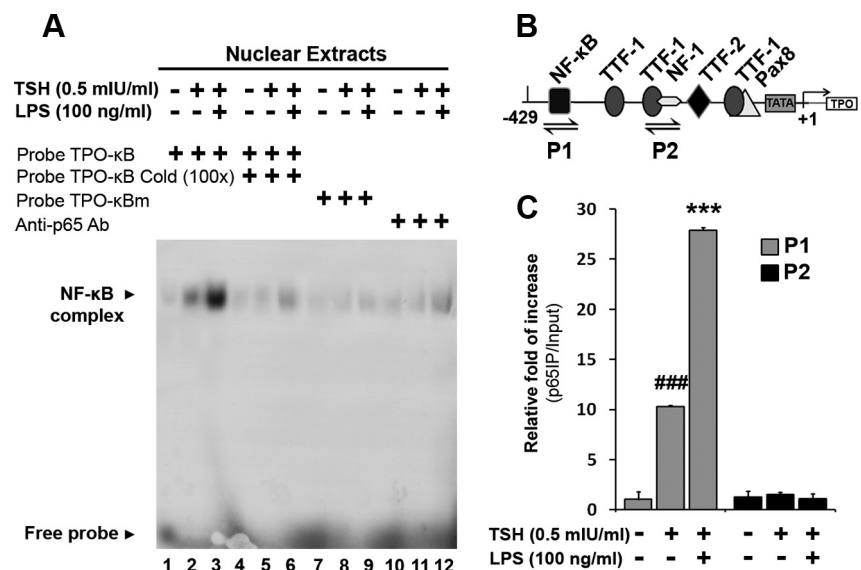 A
Nuclear Extracts
TSH (0.5 mIU/ml) - + + - + + - + + - + +
LPS (100 ng/ml) - - + - - + - - + - - +
Probe TPO-κB + + + + + +
Probe TPO-κB Cold (100x) + + +
Probe TPO-κBm + + +
Anti-p65 Ab + + +
NF-κB ►
complex
Free probe ►
1 2 3 4 5 6 7 8 9 10 11 12
B
NF-κB TTF-1 TTF-1 NF-1 TTF-2 TTF-1 Pax8
-429 TATA +1 TPO
P1 P2
C
Relative fold of increase
(p65IP/Input)
30
25
20
15
10
5
0
***
###
P1
P2
TSH (0.5 mIU/ml) - + + - + +
LPS (100 ng/ml) - - + - - +